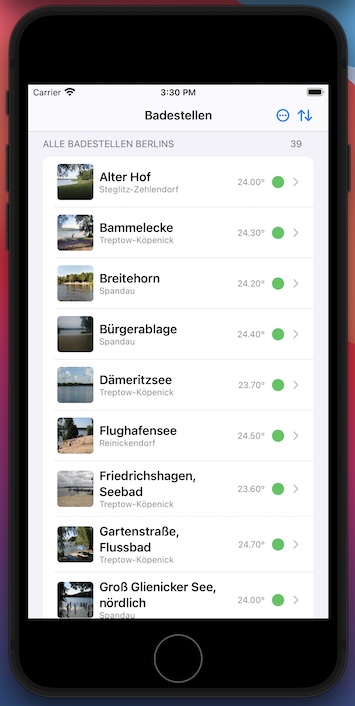 Carrier 3:30 PM
Badestellen
ALLE BADESTELLEN BERLINS 39
Alter Hof
Steglitz-Zehlendorf
24.00°
Bammelecke
Treptow-Köpenick
24.30°
Breitehorn
Spandau
24.20°
Bürgerablage
Spandau
24.40°
Dämeritzsee
Treptow-Köpenick
23.70°
Flughafensee
Reinickendorf
24.50°
Friedrichshagen,
Seebad
Treptow-Köpenick
23.60°
Gartenstraße,
Flussbad
Treptow-Köpenick
24.70°
Groß Glienicker See,
nördlich
Spandau
24.00°